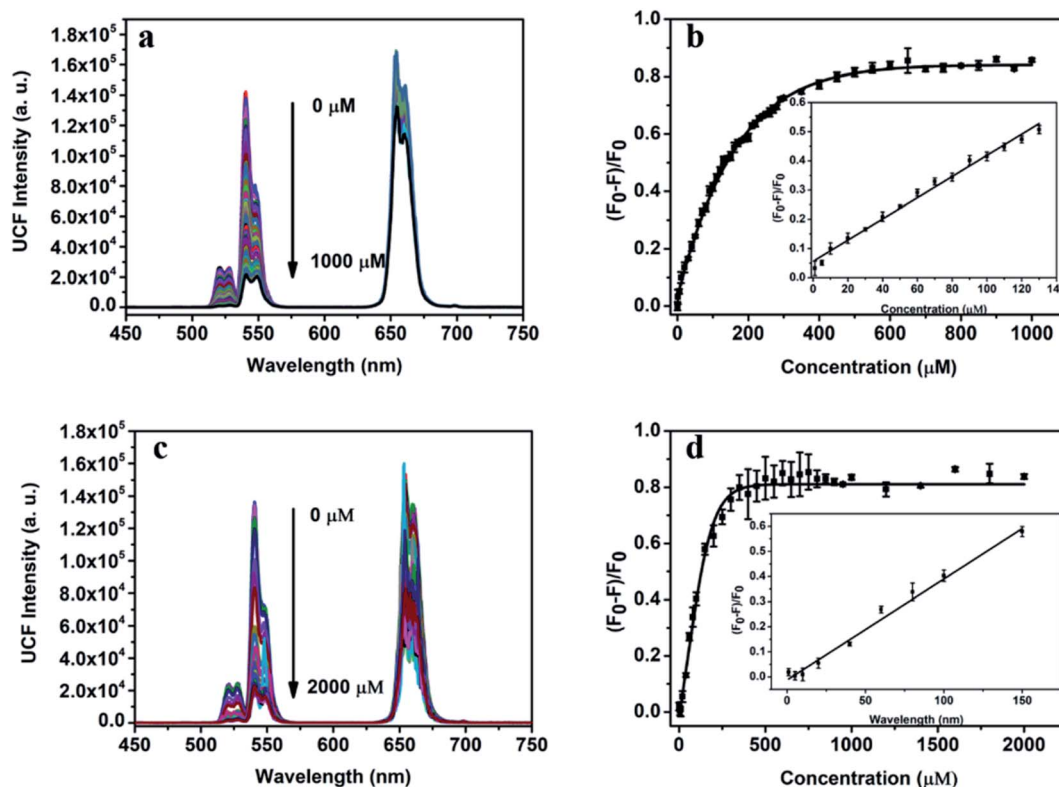 a
1.8x10⁵
1.6x10⁵
1.4x10⁵
1.2x10⁵
1.0x10⁵
8.0x10⁴
6.0x10⁴
4.0x10⁴
2.0x10⁴
0.0
UCF Intensity (a. u.)
0 μM
1000 μM
450 500 550 600 650 700 750
Wavelength (nm)
b
1.0
0.8
0.6
0.4
0.2
0.0
(F₀-F)/F₀
0 200 400 600 800 1000
Concentration (μM)
0.6
0.5
0.4
0.3
0.2
0.1
0.0
(F₀-F)/F₀
0 20 40 60 80 100 120 14
Concentration (μM)
c
1.8x10⁵
1.6x10⁵
1.4x10⁵
1.2x10⁵
1.0x10⁵
8.0x10⁴
6.0x10⁴
4.0x10⁴
2.0x10⁴
0.0
UCF Intensity (a. u.)
0 μM
2000 μM
450 500 550 600 650 700 750
Wavelength (nm)
d
1.0
0.8
0.6
0.4
0.2
0.0
(F₀-F)/F₀
0 500 1000 1500 2000
Concentration (μM)
0.6
0.5
0.4
0.3
0.2
0.1
0.0
(F₀-F)/F₀
0 50 100 150
Wavelength (nm)